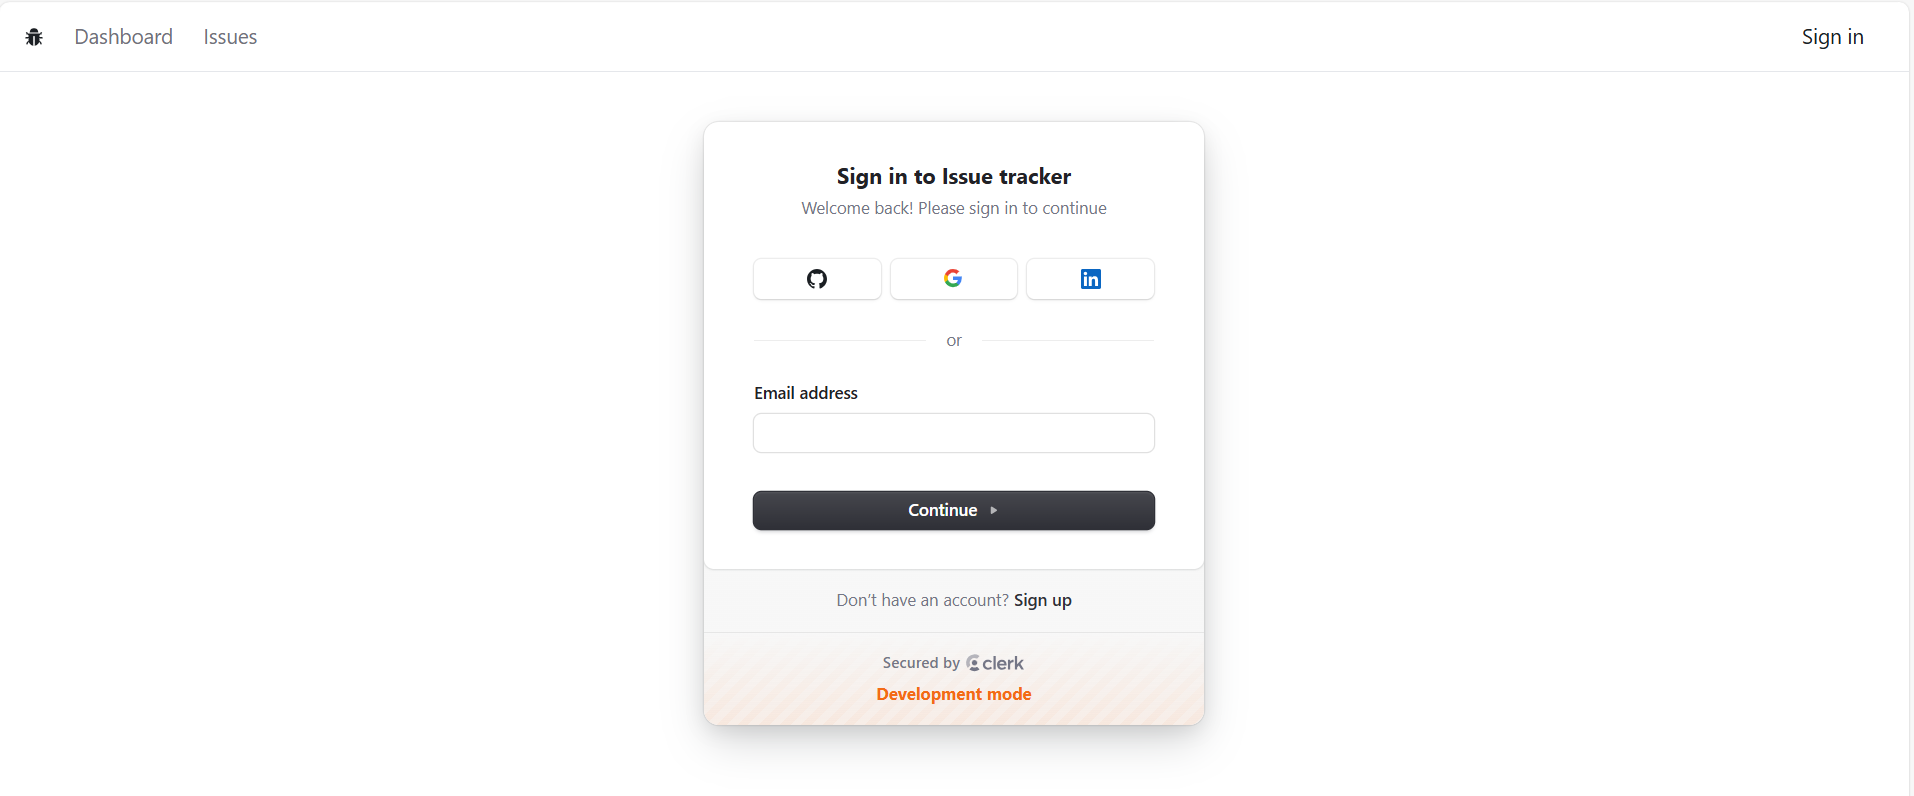 Dashboard Issues Sign in
Sign in to Issue tracker
Welcome back! Please sign in to continue
or
Email address
Continue
Don't have an account? Sign up
Secured by clerk
Development mode